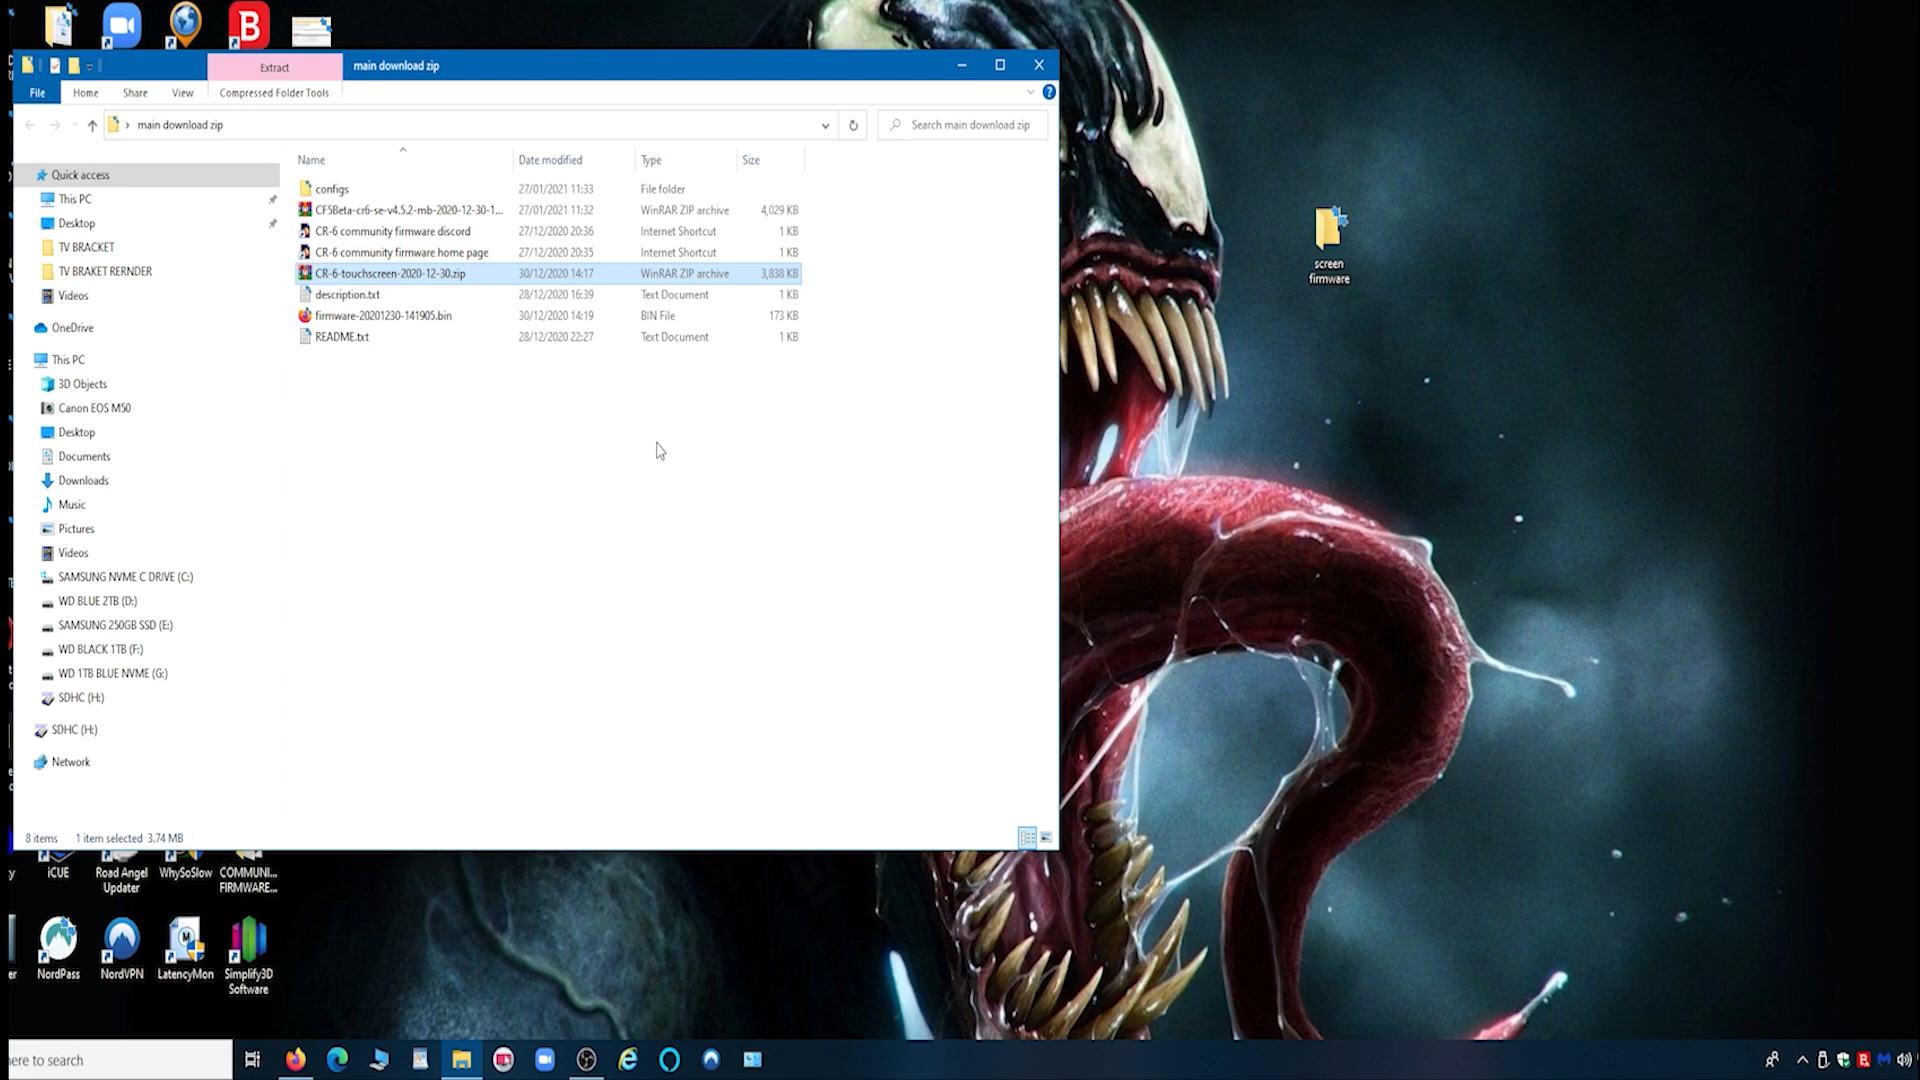 Extract
main download zip
File
Home
Share
View
Compressed Folder Tools
main download zip
Search main download zip
Name
Date modified
Type
Size
configs
27/01/2021 11:33
File folder
CF5Beta-cr6-se-v4.5.2-mb-2020-12-30-1...
27/01/2021 11:32
WinRAR ZIP archive
4,029 KB
CR-6 community firmware discord
27/12/2020 20:36
Internet Shortcut
1 KB
CR-6 community firmware home page
27/12/2020 20:35
Internet Shortcut
1 KB
CR-6-touchscreen-2020-12-30.zip
30/12/2020 14:17
WinRAR ZIP archive
3,838 KB
description.txt
28/12/2020 16:39
Text Document
1 KB
firmware-20201230-141905.bin
30/12/2020 14:19
BIN File
173 KB
README.txt
28/12/2020 22:27
Text Document
1 KB
Quick access
This PC
Desktop
TV BRACKET
TV BRAKET RERNDER
Videos
OneDrive
This PC
3D Objects
Canon EOS M50
Desktop
Documents
Downloads
Music
Pictures
Videos
SAMSUNG NVME C DRIVE (C:)
WD BLUE 2TB (D:)
SAMSUNG 250GB SSD (E:)
WD BLACK 1TB (F:)
WD 1TB BLUE NVME (G:)
SDHC (H:)
SDHC (H:)
Network
8 items
1 item selected 3.74 MB
screen
firmware
iCUE
Road Angel
Updater
WhySoSlow
COMMUNI...
FIRMWARE...
NordPass
NordVPN
LatencyMon
Simplify3D
Software
here to search